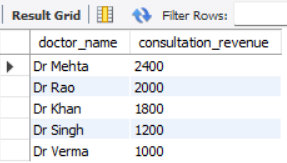 Result Grid Filter Rows:
doctor_name consultation_revenue
Dr Mehta 2400
Dr Rao 2000
Dr Khan 1800
Dr Singh 1200
Dr Verma 1000